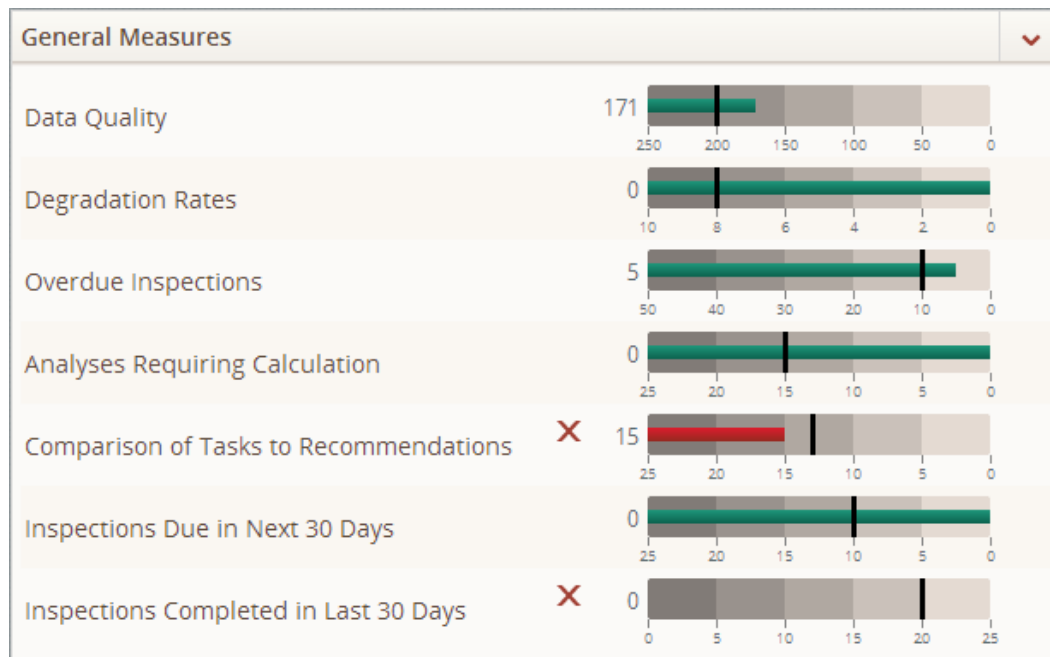 General Measures
Data Quality 171
250 200 150 100 50 0
Degradation Rates 0
10 8 6 4 2 0
Overdue Inspections 5
50 40 30 20 10 0
Analyses Requiring Calculation 0
25 20 15 10 5 0
Comparison of Tasks to Recommendations 15
25 20 15 10 5 0
Inspections Due in Next 30 Days 0
25 20 15 10 5 0
Inspections Completed in Last 30 Days 0
0 5 10 15 20 25